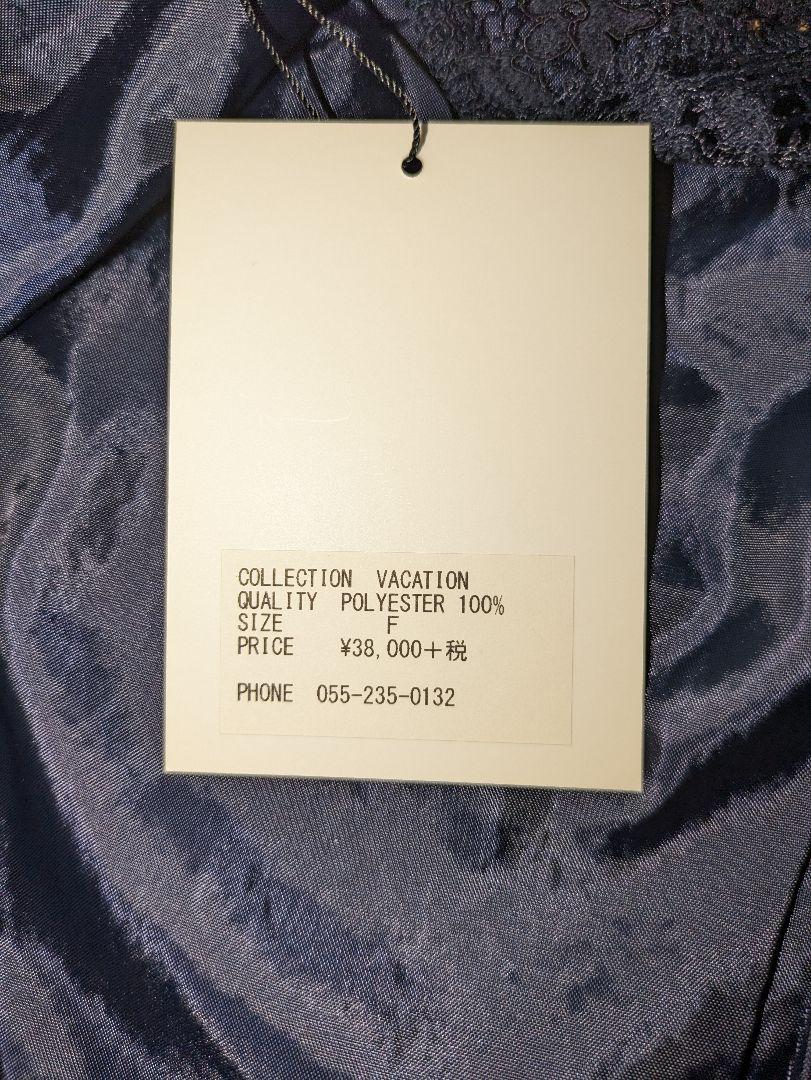 COLLECTION VACATION
QUALITY POLYESTER 100%
SIZE F
PRICE ¥38,000+税
PHONE 055-235-0132